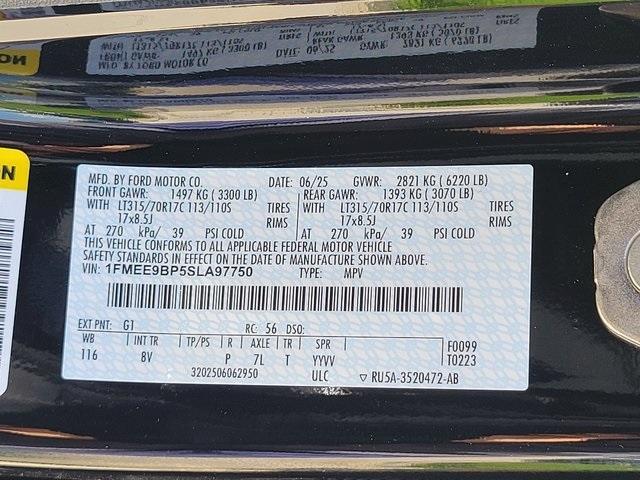 MFD. BY FORD MOTOR CO. DATE: 06/25 GVWR: 2821 KG ( 6220 LB)
FRONT GAWR: 1497 KG ( 3300 LB) REAR GAWR: 1393 KG ( 3070 LB)
WITH LT315/70R17C 113/110S TIRES WITH LT315/70R17C 113/110S TIRES
17x8.5J RIMS 17x8.5J RIMS
AT 270 kPa/ 39 PSI COLD AT 270 kPa/ 39 PSI COLD
THIS VEHICLE CONFORMS TO ALL APPLICABLE FEDERAL MOTOR VEHICLE
SAFETY STANDARDS IN EFFECT ON THE DATE OF MANUFACTURE SHOWN ABOVE.
VIN: 1FMEE9BP5SLA97750 TYPE: MPV
EXT PNT: G1 RC: 56 DSO:
WB INT TR TP/PS R AXLE TR SPR F0099
116 8V P 7L T YYYV T0223
3202506062950 ULC ▽ RU5A-3520472-AB